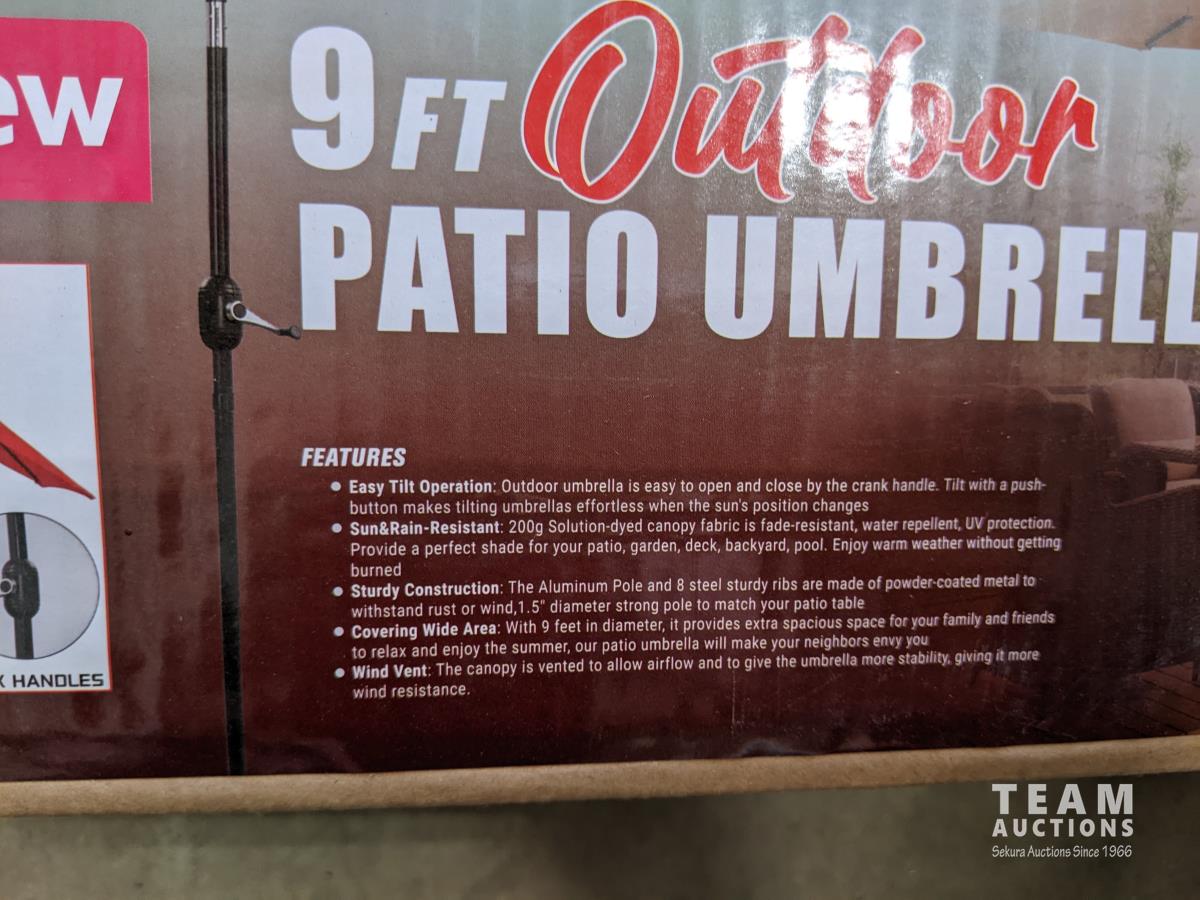 ew
9 FT Outdoor
PATIO UMBRELL
FEATURES
● Easy Tilt Operation: Outdoor umbrella is easy to open and close by the crank handle. Tilt with a push-
button makes tilting umbrellas effortless when the sun's position changes
● Sun&Rain-Resistant: 200g Solution-dyed canopy fabric is fade-resistant, water repellent, UV protection.
Provide a perfect shade for your patio, garden, deck, backyard, pool. Enjoy warm weather without getting
burned
● Sturdy Construction: The Aluminum Pole and 8 steel sturdy ribs are made of powder-coated metal to
withstand rust or wind,1.5" diameter strong pole to match your patio table
● Covering Wide Area: With 9 feet in diameter, it provides extra spacious space for your family and friends
to relax and enjoy the summer, our patio umbrella will make your neighbors envy you
● Wind Vent: The canopy is vented to allow airflow and to give the umbrella more stability, giving it more
wind resistance.
K HANDLES
TEAM
AUCTIONS
Sekura Auctions Since 1966